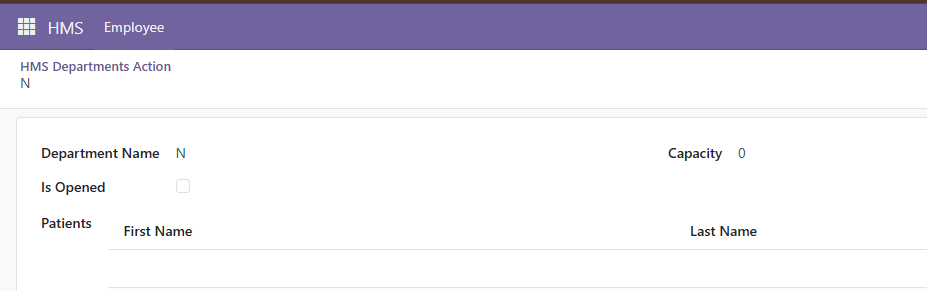 HMS Employee
HMS Departments Action
N
Department Name N Capacity 0
Is Opened
Patients
First Name Last Name